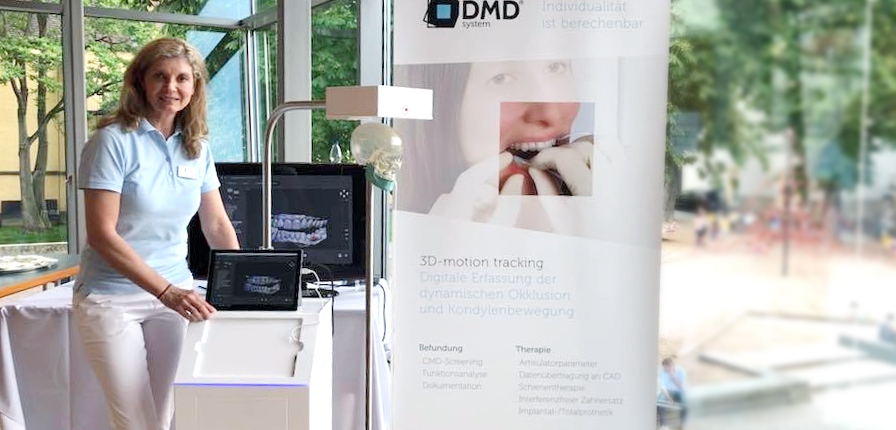 DMD
system
Individualität
ist berechenbar
3D-motion tracking
Digitale Erfassung der
dynamischen Okklusion
und Kondylenbewegung
Befundung
CMD-Screening
Funktionsanalyse
Dokumentation
Therapie
Artikulatorparameter
Datenübertragung an CAD
Schienentherapie
Interferenzfreier Zahnersatz
Implantat-/Totalprothetik